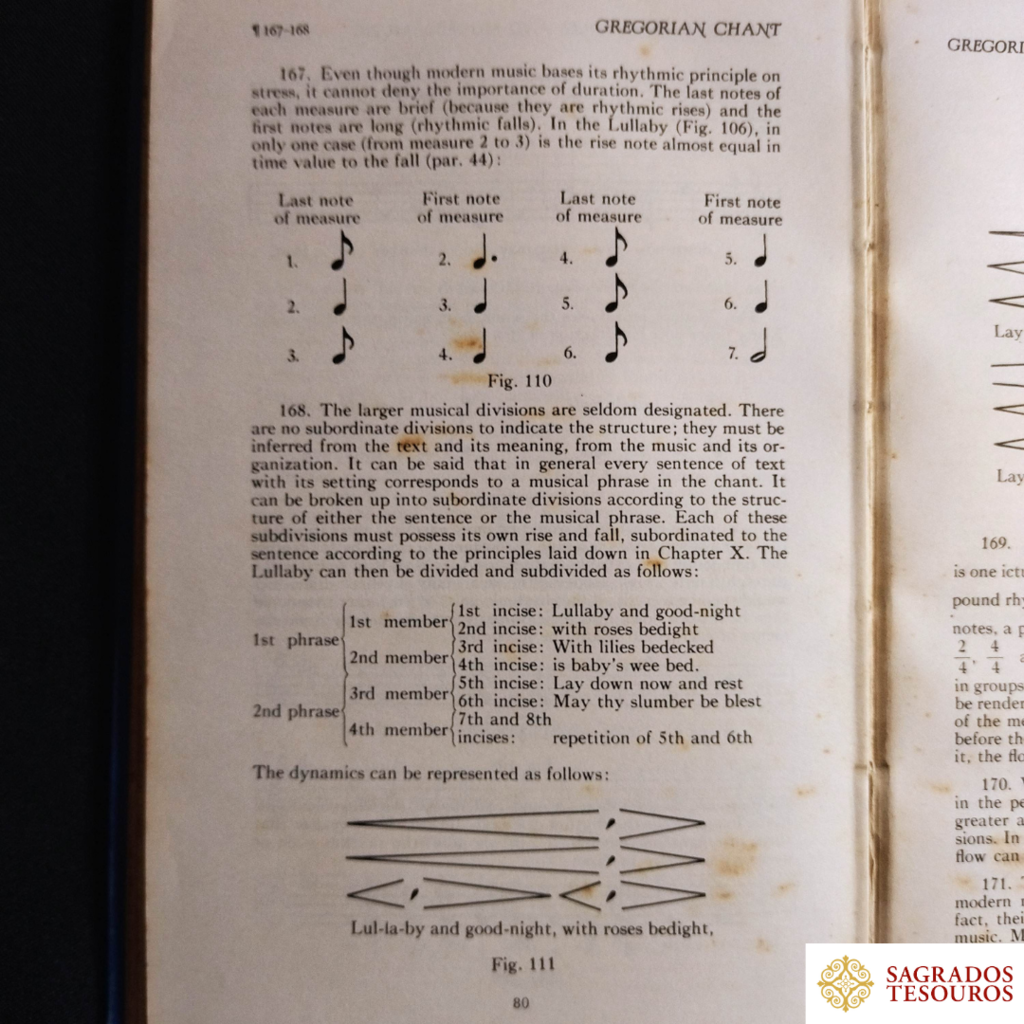 ¶ 167-168 GREGORIAN CHANT
167. Even though modern music bases its rhythmic principle on
stress, it cannot deny the importance of duration. The last notes of
each measure are brief (because they are rhythmic rises) and the
first notes are long (rhythmic falls). In the Lullaby (Fig. 106), in
only one case (from measure 2 to 3) is the rise note almost equal in
time value to the fall (par. 44):
Last note First note Last note First note
of measure of measure of measure of measure
1. 2. 4. 5.
2. 3. 5. 6.
3. 4. 6. 7.
Fig. 110
168. The larger musical divisions are seldom designated. There
are no subordinate divisions to indicate the structure; they must be
inferred from the text and its meaning, from the music and its or-
ganization. It can be said that in general every sentence of text
with its setting corresponds to a musical phrase in the chant. It
can be broken up into subordinate divisions according to the struc-
ture of either the sentence or the musical phrase. Each of these
subdivisions must possess its own rise and fall, subordinated to the
sentence according to the principles laid down in Chapter X. The
Lullaby can then be divided and subdivided as follows:
1st phrase
1st member
1st incise: Lullaby and good-night
2nd incise: with roses bedight
2nd member
3rd incise: With lilies bedecked
4th incise: is baby's wee bed.
2nd phrase
3rd member
5th incise: Lay down now and rest
6th incise: May thy slumber be blest
4th member
7th and 8th
incises: repetition of 5th and 6th
The dynamics can be represented as follows:
Lul-la-by and good-night, with roses bedight,
Fig. 111
80
Lay
Lay
169.
is one
pound
notes, a
2/4, 4/4
in groups
be
of the
before
it, the
170.
in the
greater
sions. In
flow can
171.
modern
fact,
music.
SAGRADOS
TESOUROS